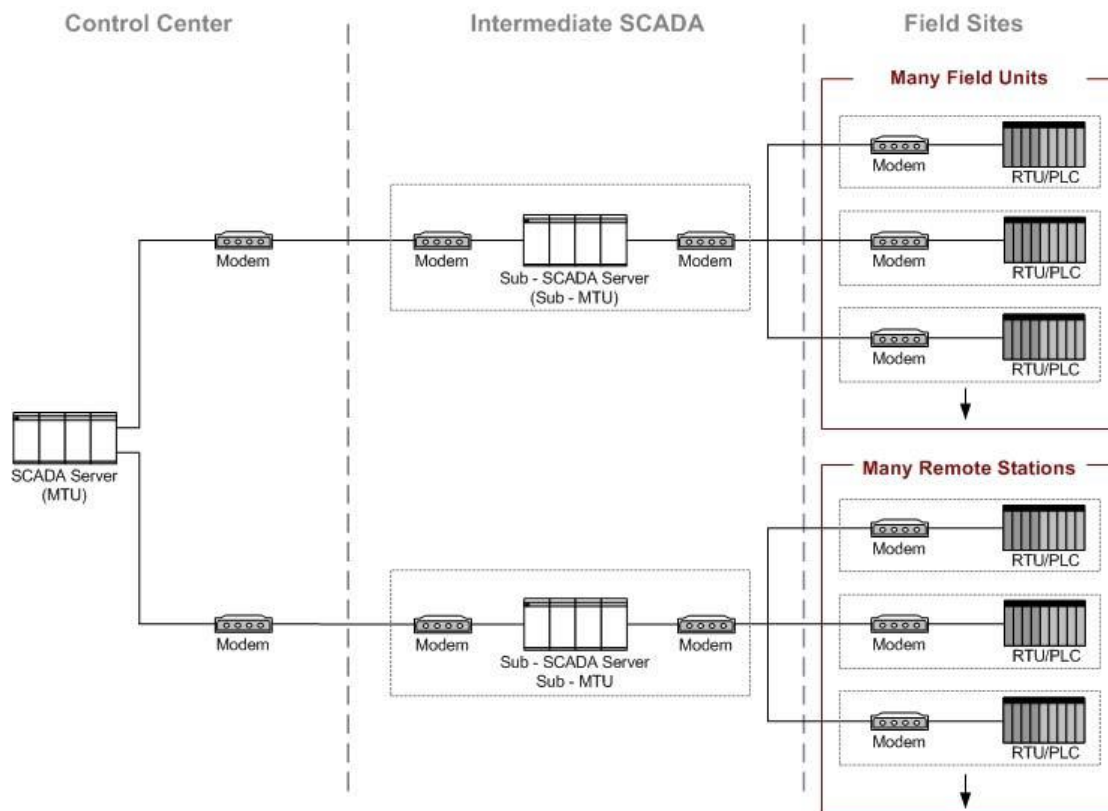 Control Center
Intermediate SCADA
Field Sites
Many Field Units
Modem
RTU/PLC
Modem
RTU/PLC
Modem
RTU/PLC
Modem
Modem
Sub - SCADA Server
(Sub - MTU)
Modem
SCADA Server
(MTU)
Many Remote Stations
Modem
RTU/PLC
Modem
RTU/PLC
Modem
RTU/PLC
Modem
Modem
Sub - SCADA Server
Sub - MTU
Modem